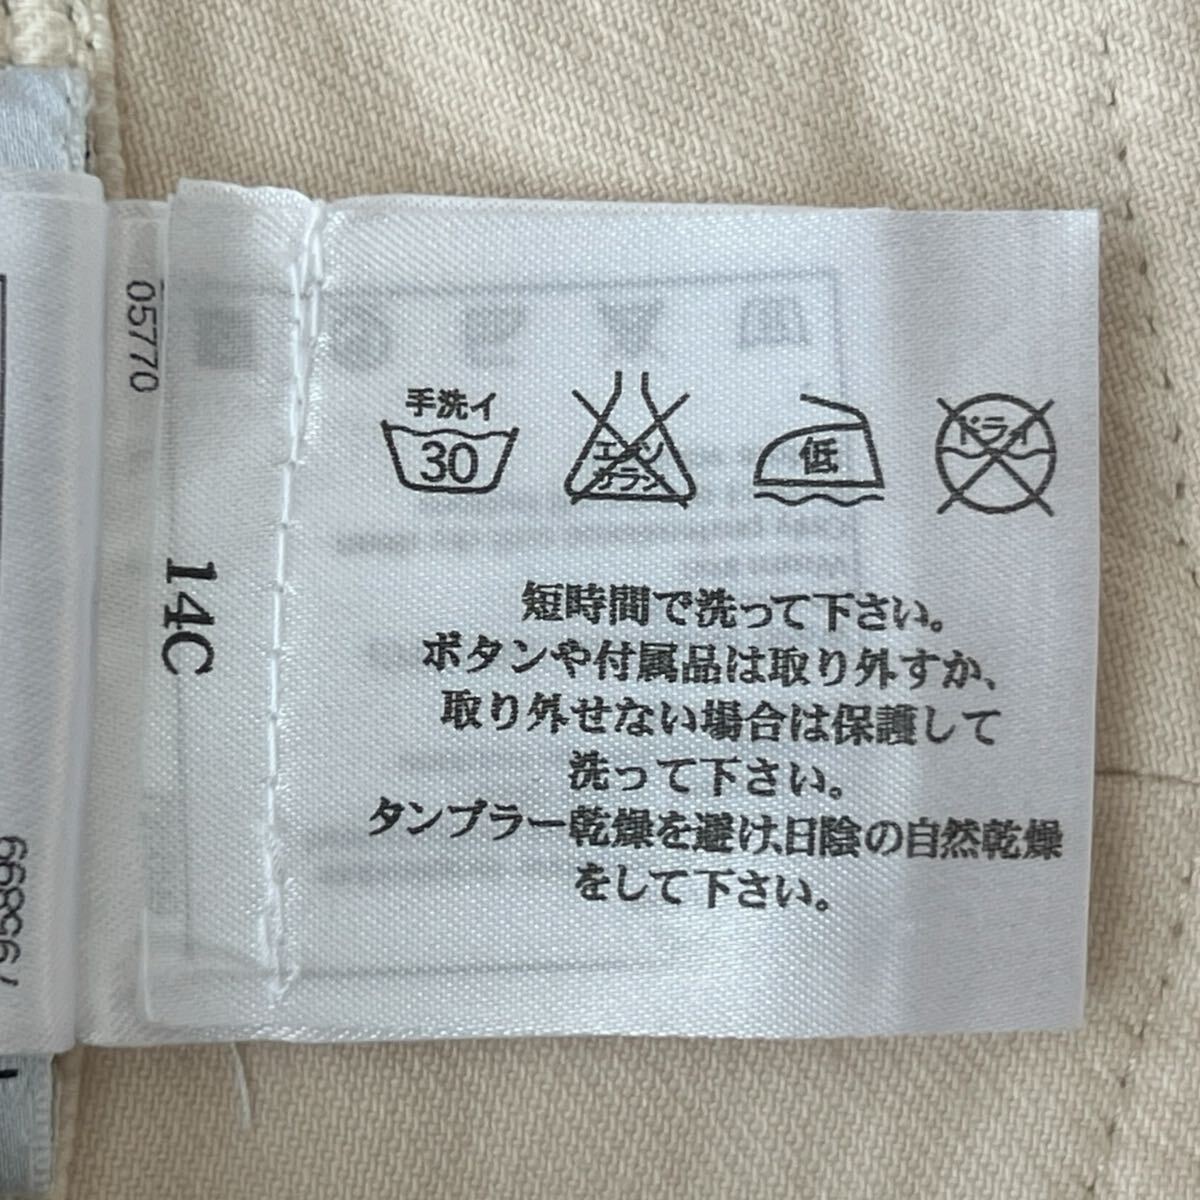 手洗イ
30
エンソ
サラシ
低
ドライ
短時間で洗って下さい。
ボタンや付属品は取り外すか、
取り外せない場合は保護して
洗って下さい。
タンブラー乾燥を避け、日陰の自然乾燥
をして下さい。
14C
05770